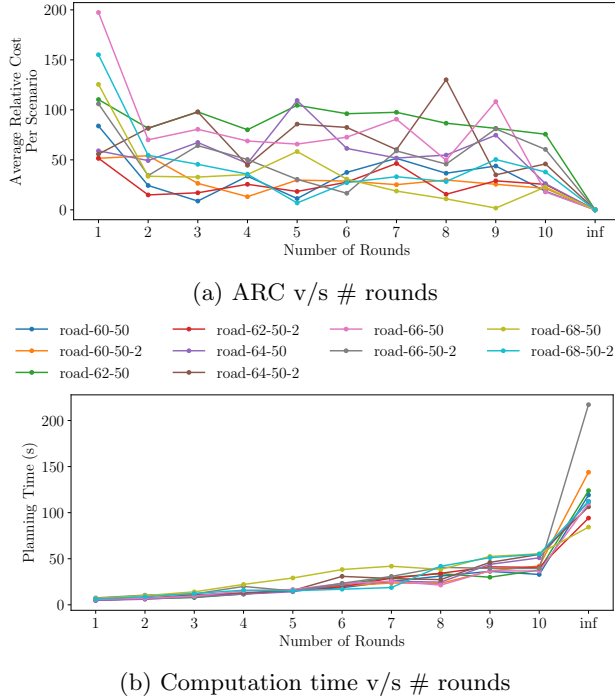 200
150
100
50
0
Average Relative Cost
Per Scenario
1 2 3 4 5 6 7 8 9 10 inf
Number of Rounds
(a) ARC v/s # rounds
road-60-50 road-62-50-2 road-66-50 road-68-50
road-60-50-2 road-64-50 road-66-50-2 road-68-50-2
road-62-50 road-64-50-2
200
150
100
50
0
Planning Time (s)
1 2 3 4 5 6 7 8 9 10 inf
Number of Rounds
(b) Computation time v/s # rounds